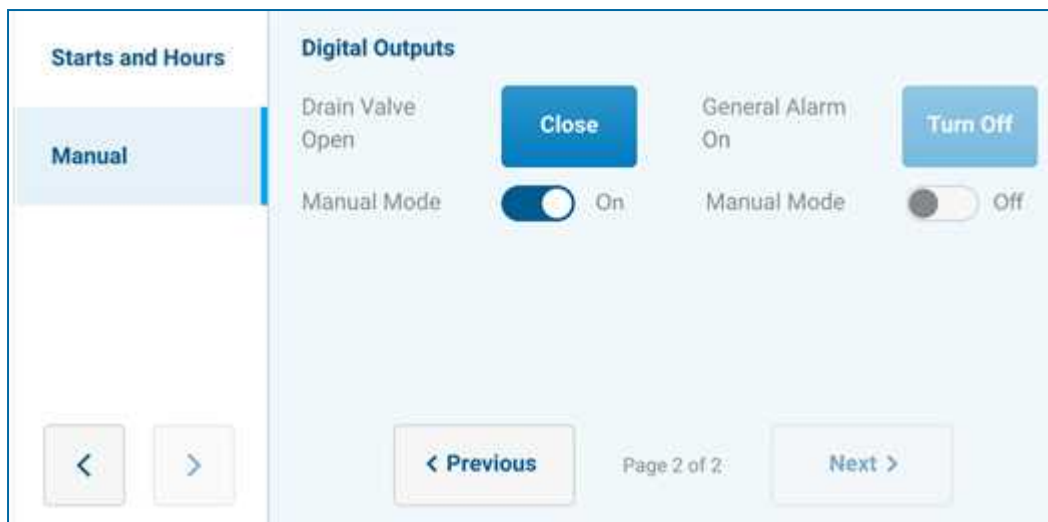 Starts and Hours
Manual
Digital Outputs
Drain Valve
Open
Close
General Alarm
On
Turn Off
Manual Mode
On
Manual Mode
Off
< Previous
Page 2 of 2
Next >